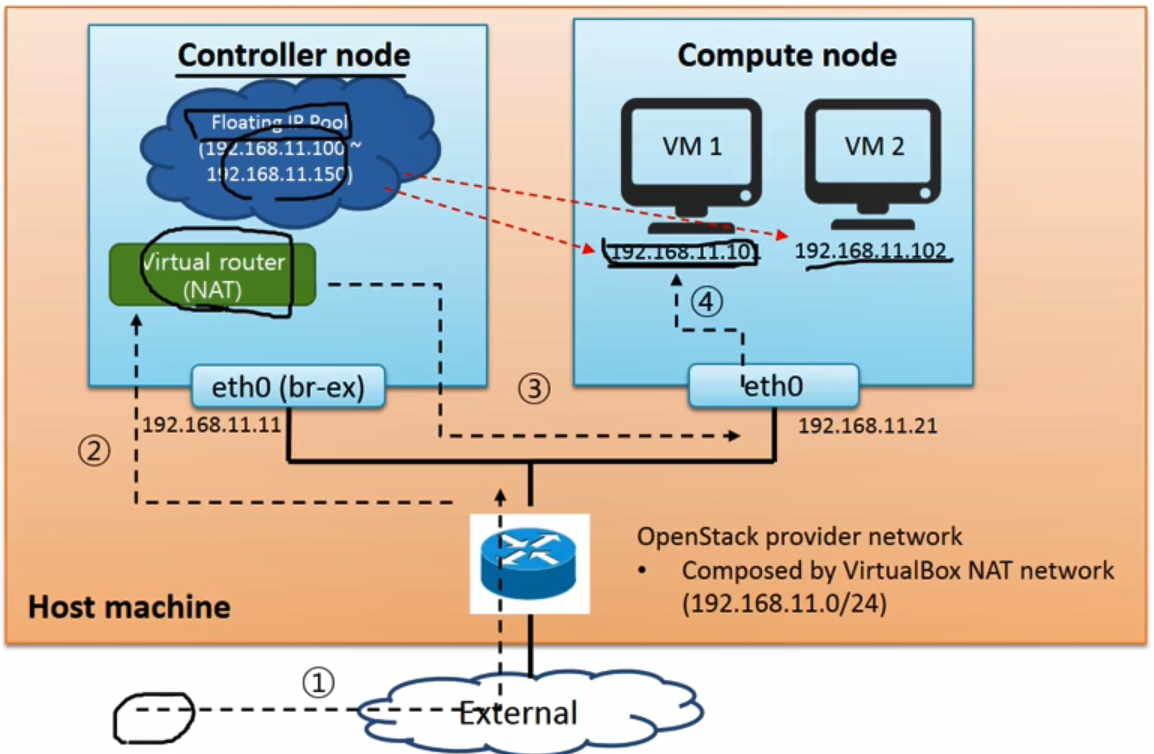 Controller node
Floating IP Pool
(192.168.11.100 ~
192.168.11.150)
Virtual router
(NAT)
eth0 (br-ex)
192.168.11.11
②
③
Compute node
VM 1
VM 2
192.168.11.101
192.168.11.102
④
eth0
192.168.11.21
OpenStack provider network
• Composed by VirtualBox NAT network
(192.168.11.0/24)
Host machine
①
External